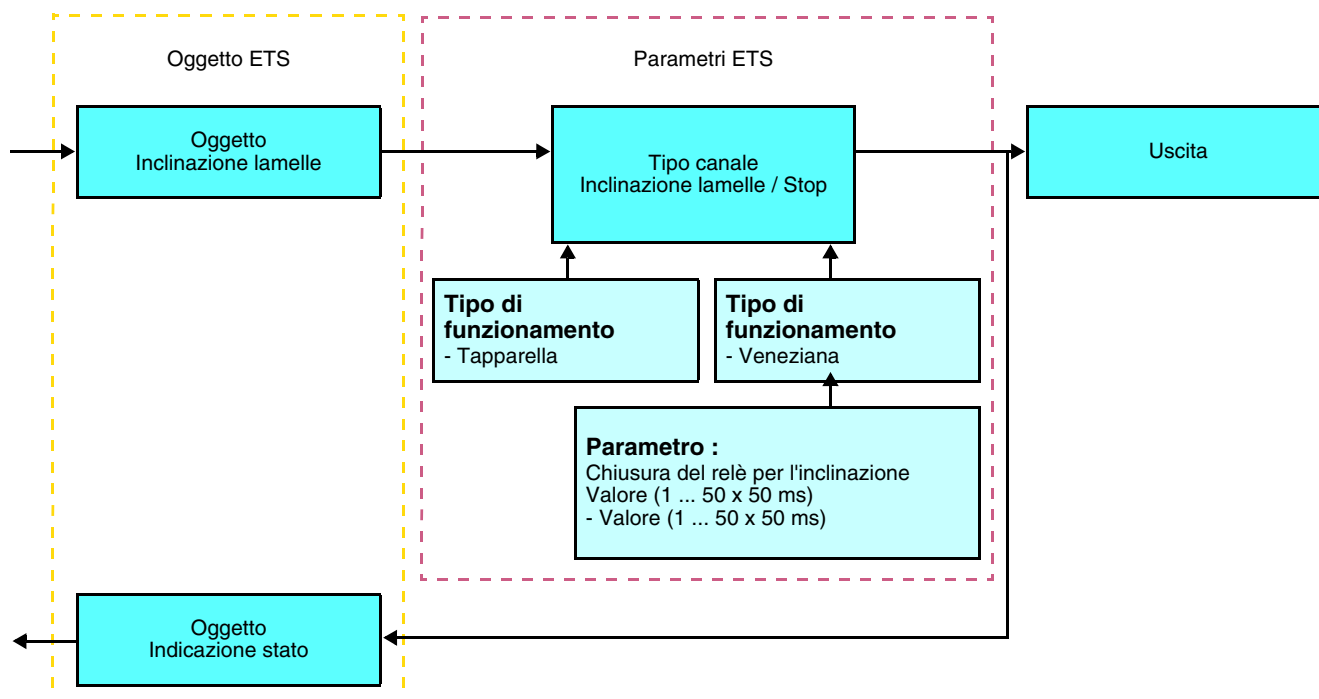 Oggetto ETS
Parametri ETS
Oggetto
Inclinazione lamelle
Tipo canale
Inclinazione lamelle / Stop
Uscita
Tipo di
funzionamento
- Tapparella
Tipo di
funzionamento
- Veneziana
Parametro :
Chiusura del relè per l'inclinazione
Valore (1 ... 50 x 50 ms)
- Valore (1 ... 50 x 50 ms)
Oggetto
Indicazione stato